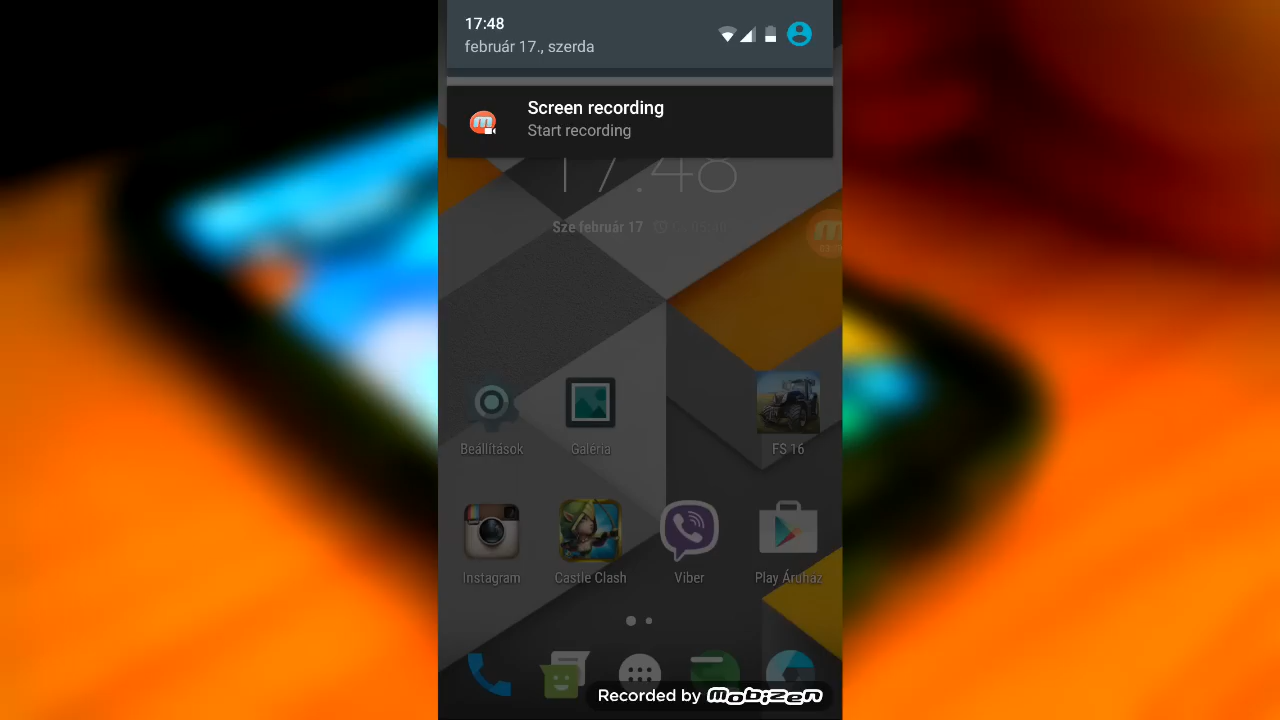 17:48
február 17., szerda
Screen recording
Start recording
17:48
Sze február 17
Beállítások
Galéria
FS 16
Instagram
Castle Clash
Viber
Play Áruház
Recorded by mobizen